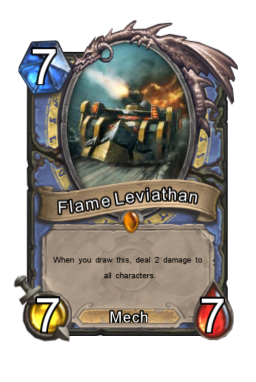 7
Flame Leviathan
When you draw this, deal 2 damage to
all characters.
7
Mech
7